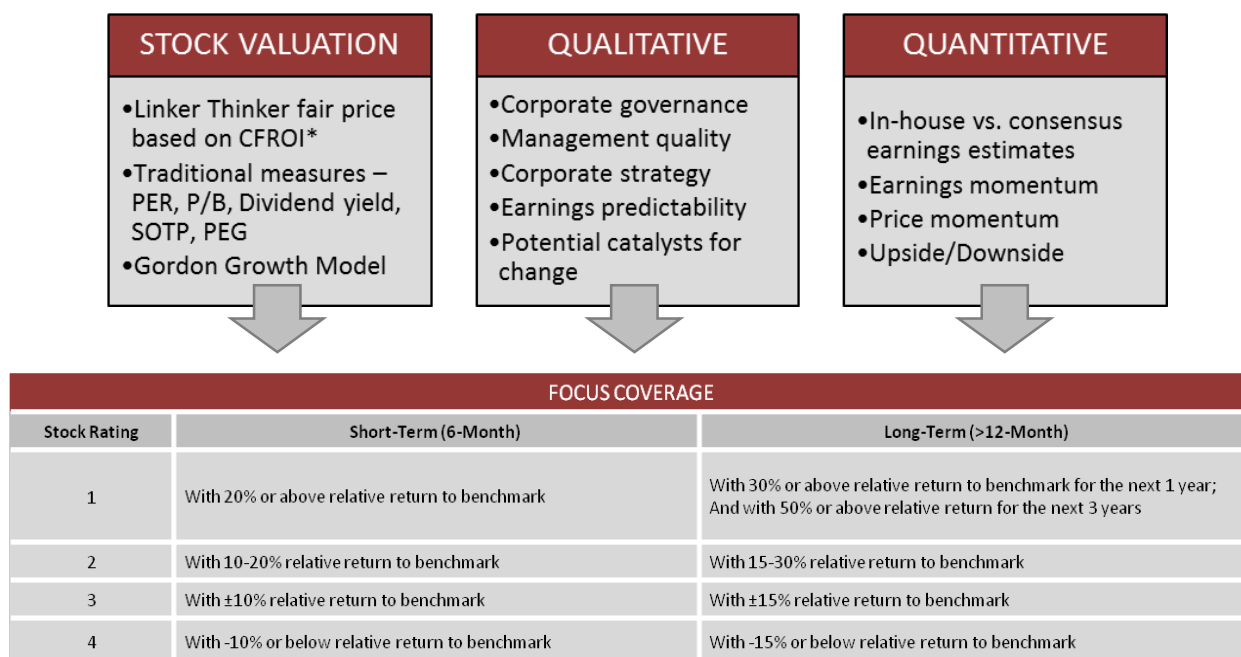 STOCK VALUATION
•Linker Thinker fair price
based on CFROI*
•Traditional measures –
PER, P/B, Dividend yield,
SOTP, PEG
•Gordon Growth Model
QUALITATIVE
•Corporate governance
•Management quality
•Corporate strategy
•Earnings predictability
•Potential catalysts for
change
QUANTITATIVE
•In-house vs. consensus
earnings estimates
•Earnings momentum
•Price momentum
•Upside/Downside
FOCUS COVERAGE
Stock Rating Short-Term (6-Month) Long-Term (>12-Month)
1 With 20% or above relative return to benchmark With 30% or above relative return to benchmark for the next 1 year;
And with 50% or above relative return for the next 3 years
2 With 10-20% relative return to benchmark With 15-30% relative return to benchmark
3 With ±10% relative return to benchmark With ±15% relative return to benchmark
4 With -10% or below relative return to benchmark With -15% or below relative return to benchmark